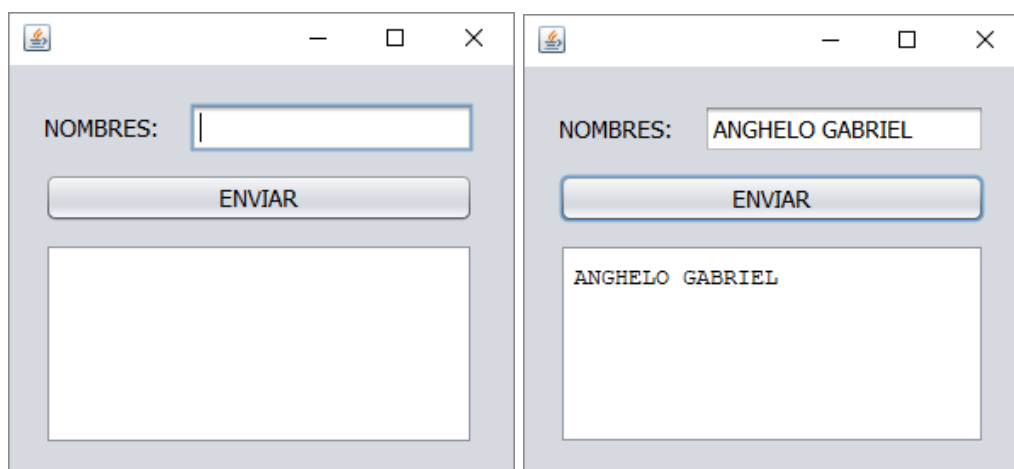 NOMBRES:
ENVIAR
NOMBRES: ANGHELO GABRIEL
ENVIAR
ANGHELO GABRIEL